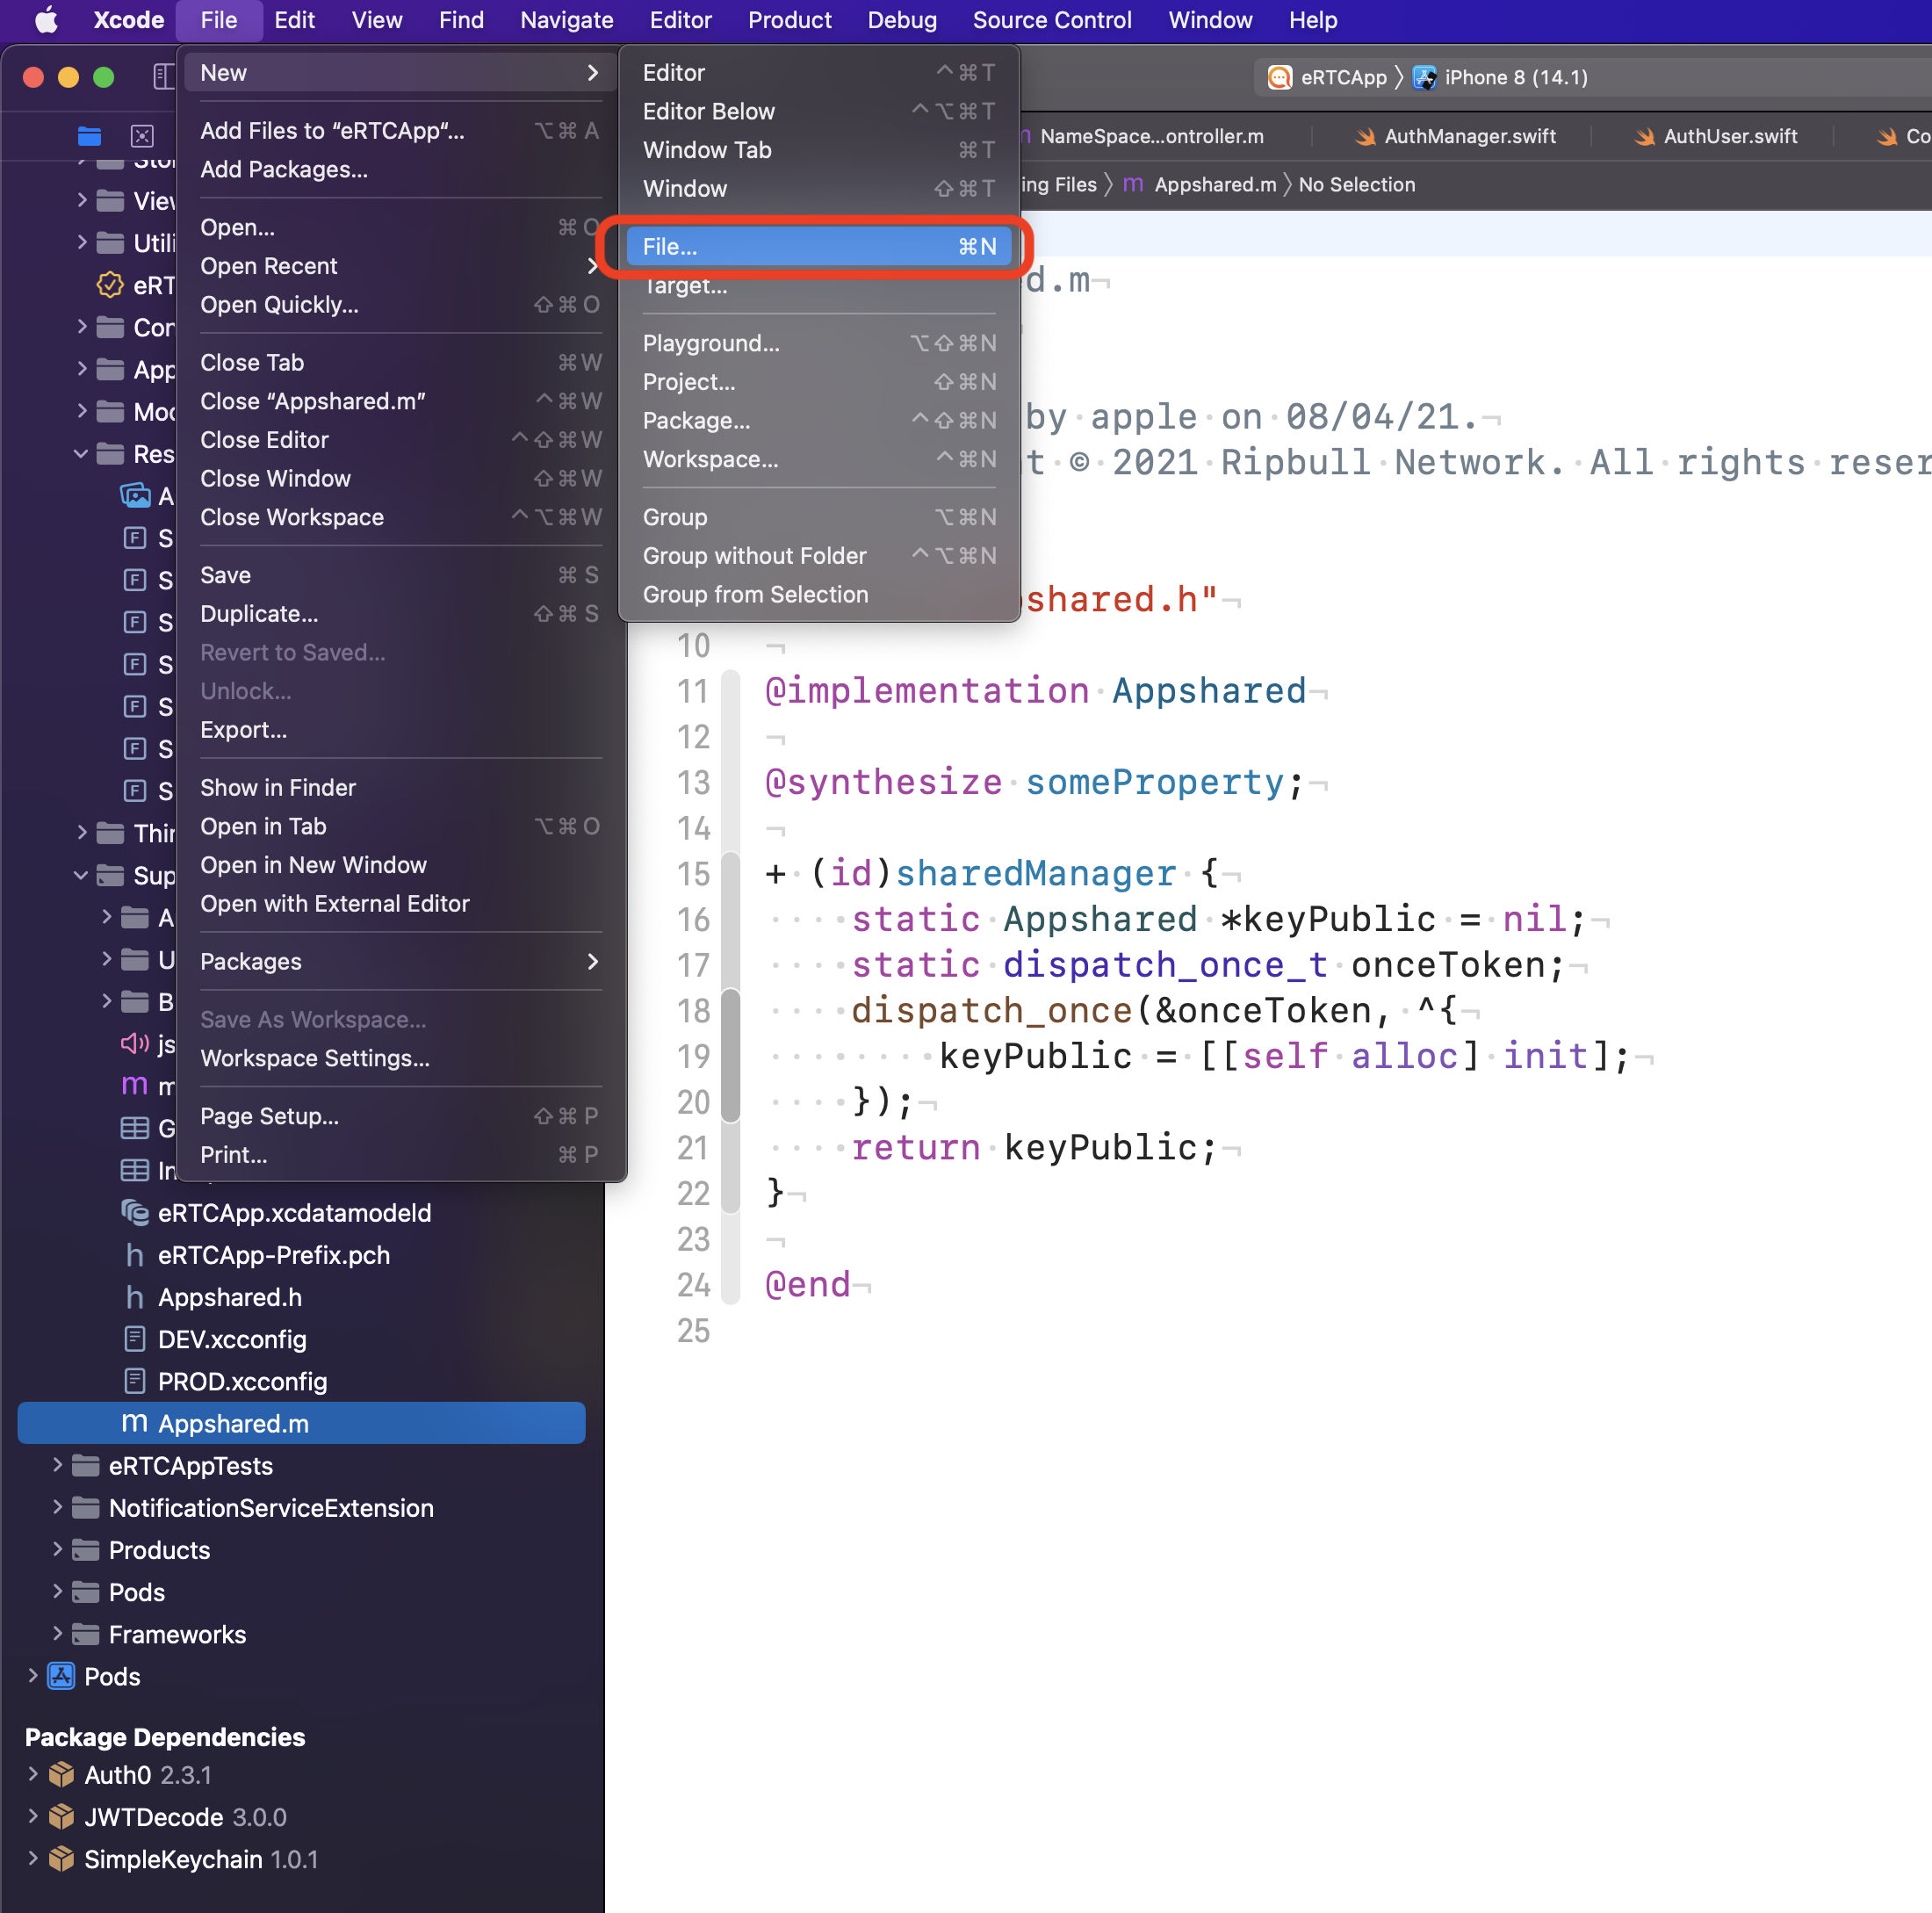 Xcode File Edit View Find Navigate Editor Product Debug Source Control Window Help
eRTCApp 〉 iPhone 8 (14.1)
NameSpace...ontroller.m AuthManager.swift AuthUser.swift Co
ing Files 〉 m Appshared.m 〉 No Selection
New
Add Files to “eRTCApp“... ⌥⌘A
Add Packages...
Open... ⌘O
Open Recent
Open Quickly... ⇧⌘O
Close Tab ⌘W
Close “Appshared.m” ^⌘W
Close Editor ^⇧⌘W
Close Window ⇧⌘W
Close Workspace ^⌥⌘W
Save ⌘S
Duplicate... ⇧⌘S
Revert to Saved...
Unlock...
Export...
Show in Finder
Open in Tab ⌥⌘O
Open in New Window
Open with External Editor
Packages
Save As Workspace...
Workspace Settings...
Page Setup... ⇧⌘P
Print... ⌘P
Editor ^⌘T
Editor Below ^⌥⌘T
Window Tab ⌘T
Window ⇧⌘T
File... ⌘N
Target...
Playground... ⌥⇧⌘N
Project... ⇧⌘N
Package... ^⇧⌘N
Workspace... ^⌘N
Group ⌥⌘N
Group without Folder ^⌥⌘N
Group from Selection
View
Utili
eRT
Con
App
Mod
Res
A
F S
F S
F S
F S
F S
F S
F S
Thir
Sup
A
U
B
js
m m
G
In
eRTCApp.xcdatamodeld
h eRTCApp-Prefix.pch
h Appshared.h
DEV.xcconfig
PROD.xcconfig
m Appshared.m
eRTCAppTests
NotificationServiceExtension
Products
Pods
Frameworks
Pods
Package Dependencies
Auth0 2.3.1
JWTDecode 3.0.0
SimpleKeychain 1.0.1
d.m¬
by·apple·on·08/04/21.¬
t·©·2021·Ripbull·Network.·All·rights·reser
shared.h"¬
10 ¬
11 @implementation·Appshared¬
12 ¬
13 @synthesize·someProperty;¬
14 ¬
15 +·(id)sharedManager·{¬
16 ····static·Appshared·*keyPublic·=·nil;¬
17 ····static·dispatch_once_t·onceToken;¬
18 ····dispatch_once(&onceToken,·^{¬
19 ········keyPublic·=·[[self·alloc]·init];¬
20 ····});¬
21 ····return·keyPublic;¬
22 }¬
23 ¬
24 @end¬
25